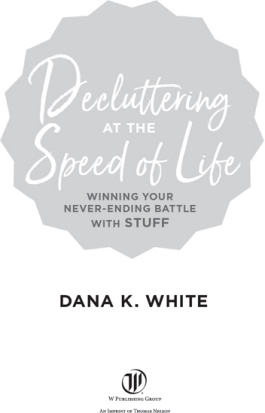 Decluttering
AT THE
Speed of Life
WINNING YOUR
NEVER-ENDING BATTLE
WITH STUFF
DANA K. WHITE
W PUBLISHING GROUP
AN IMPRINT OF THOMAS NELSON